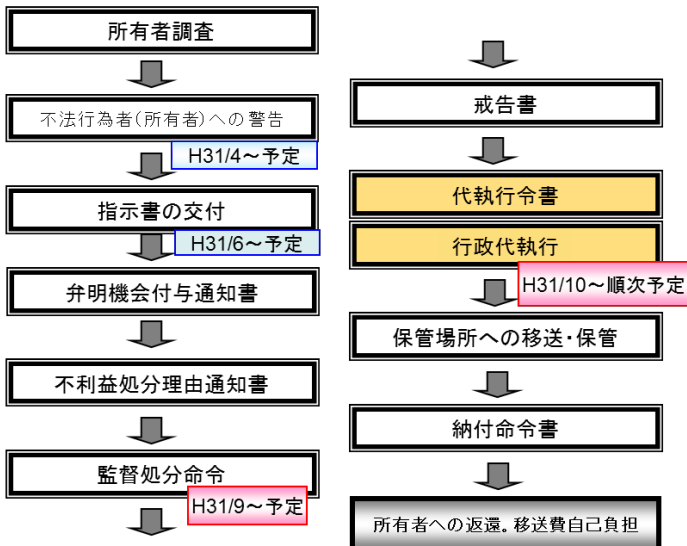 所有者調査
不法行為者(所有者)への警告
H31/4～予定
指示書の交付
H31/6～予定
弁明機会付与通知書
不利益処分理由通知書
監督処分命令
H31/9～予定
戒告書
代執行令書
行政代執行
H31/10～順次予定
保管場所への移送・保管
納付命令書
所有者への返還。移送費自己負担